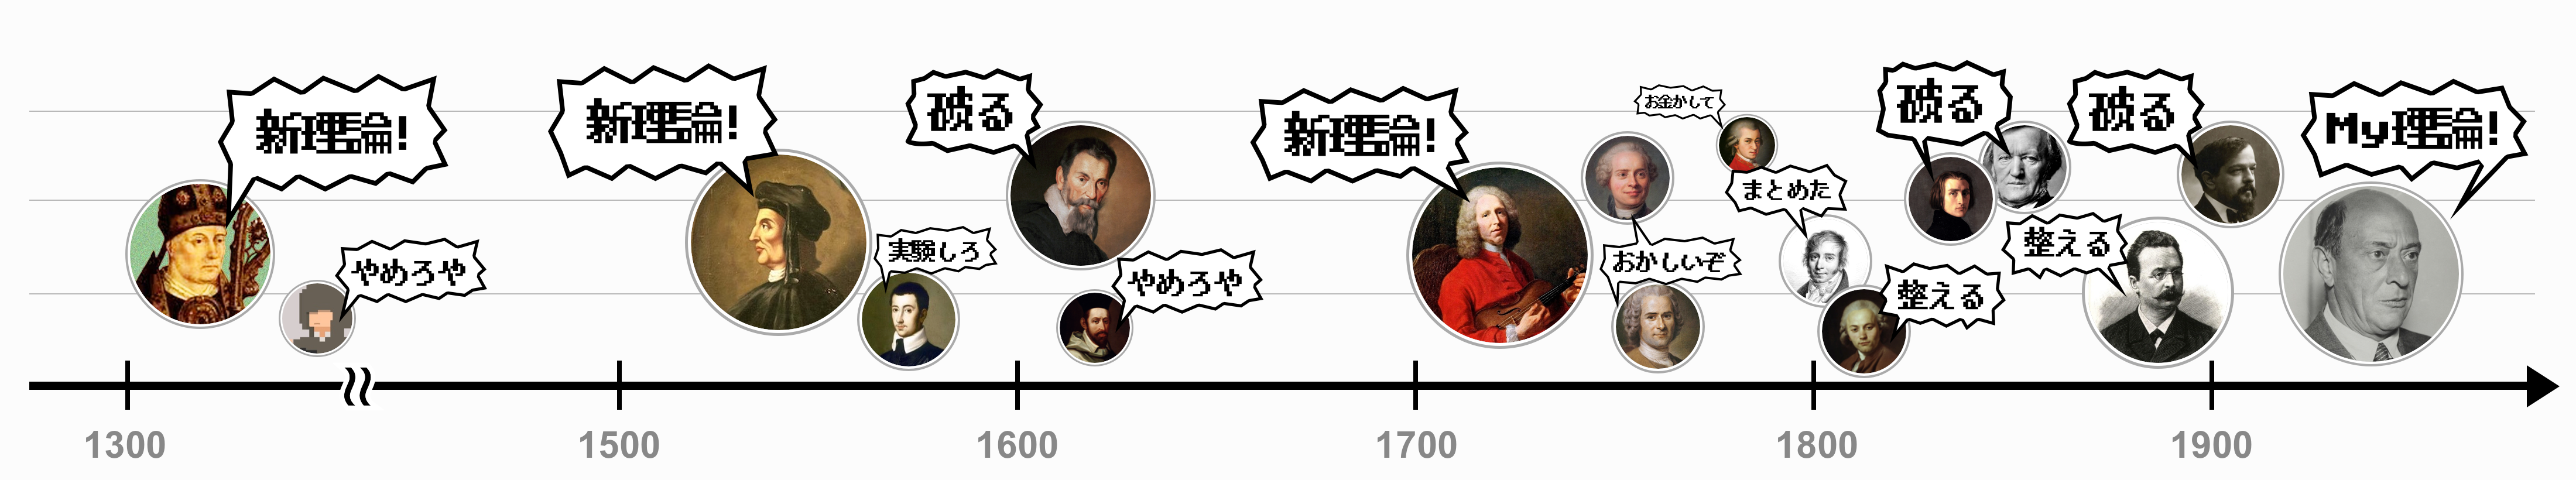 新理論!
やめろや
新理論!
実験しろ
破る
やめろや
新理論!
おかしいぞ
お金かして
まとめた
整える
破る
整える
破る
My理論!
1300
1500
1600
1700
1800
1900